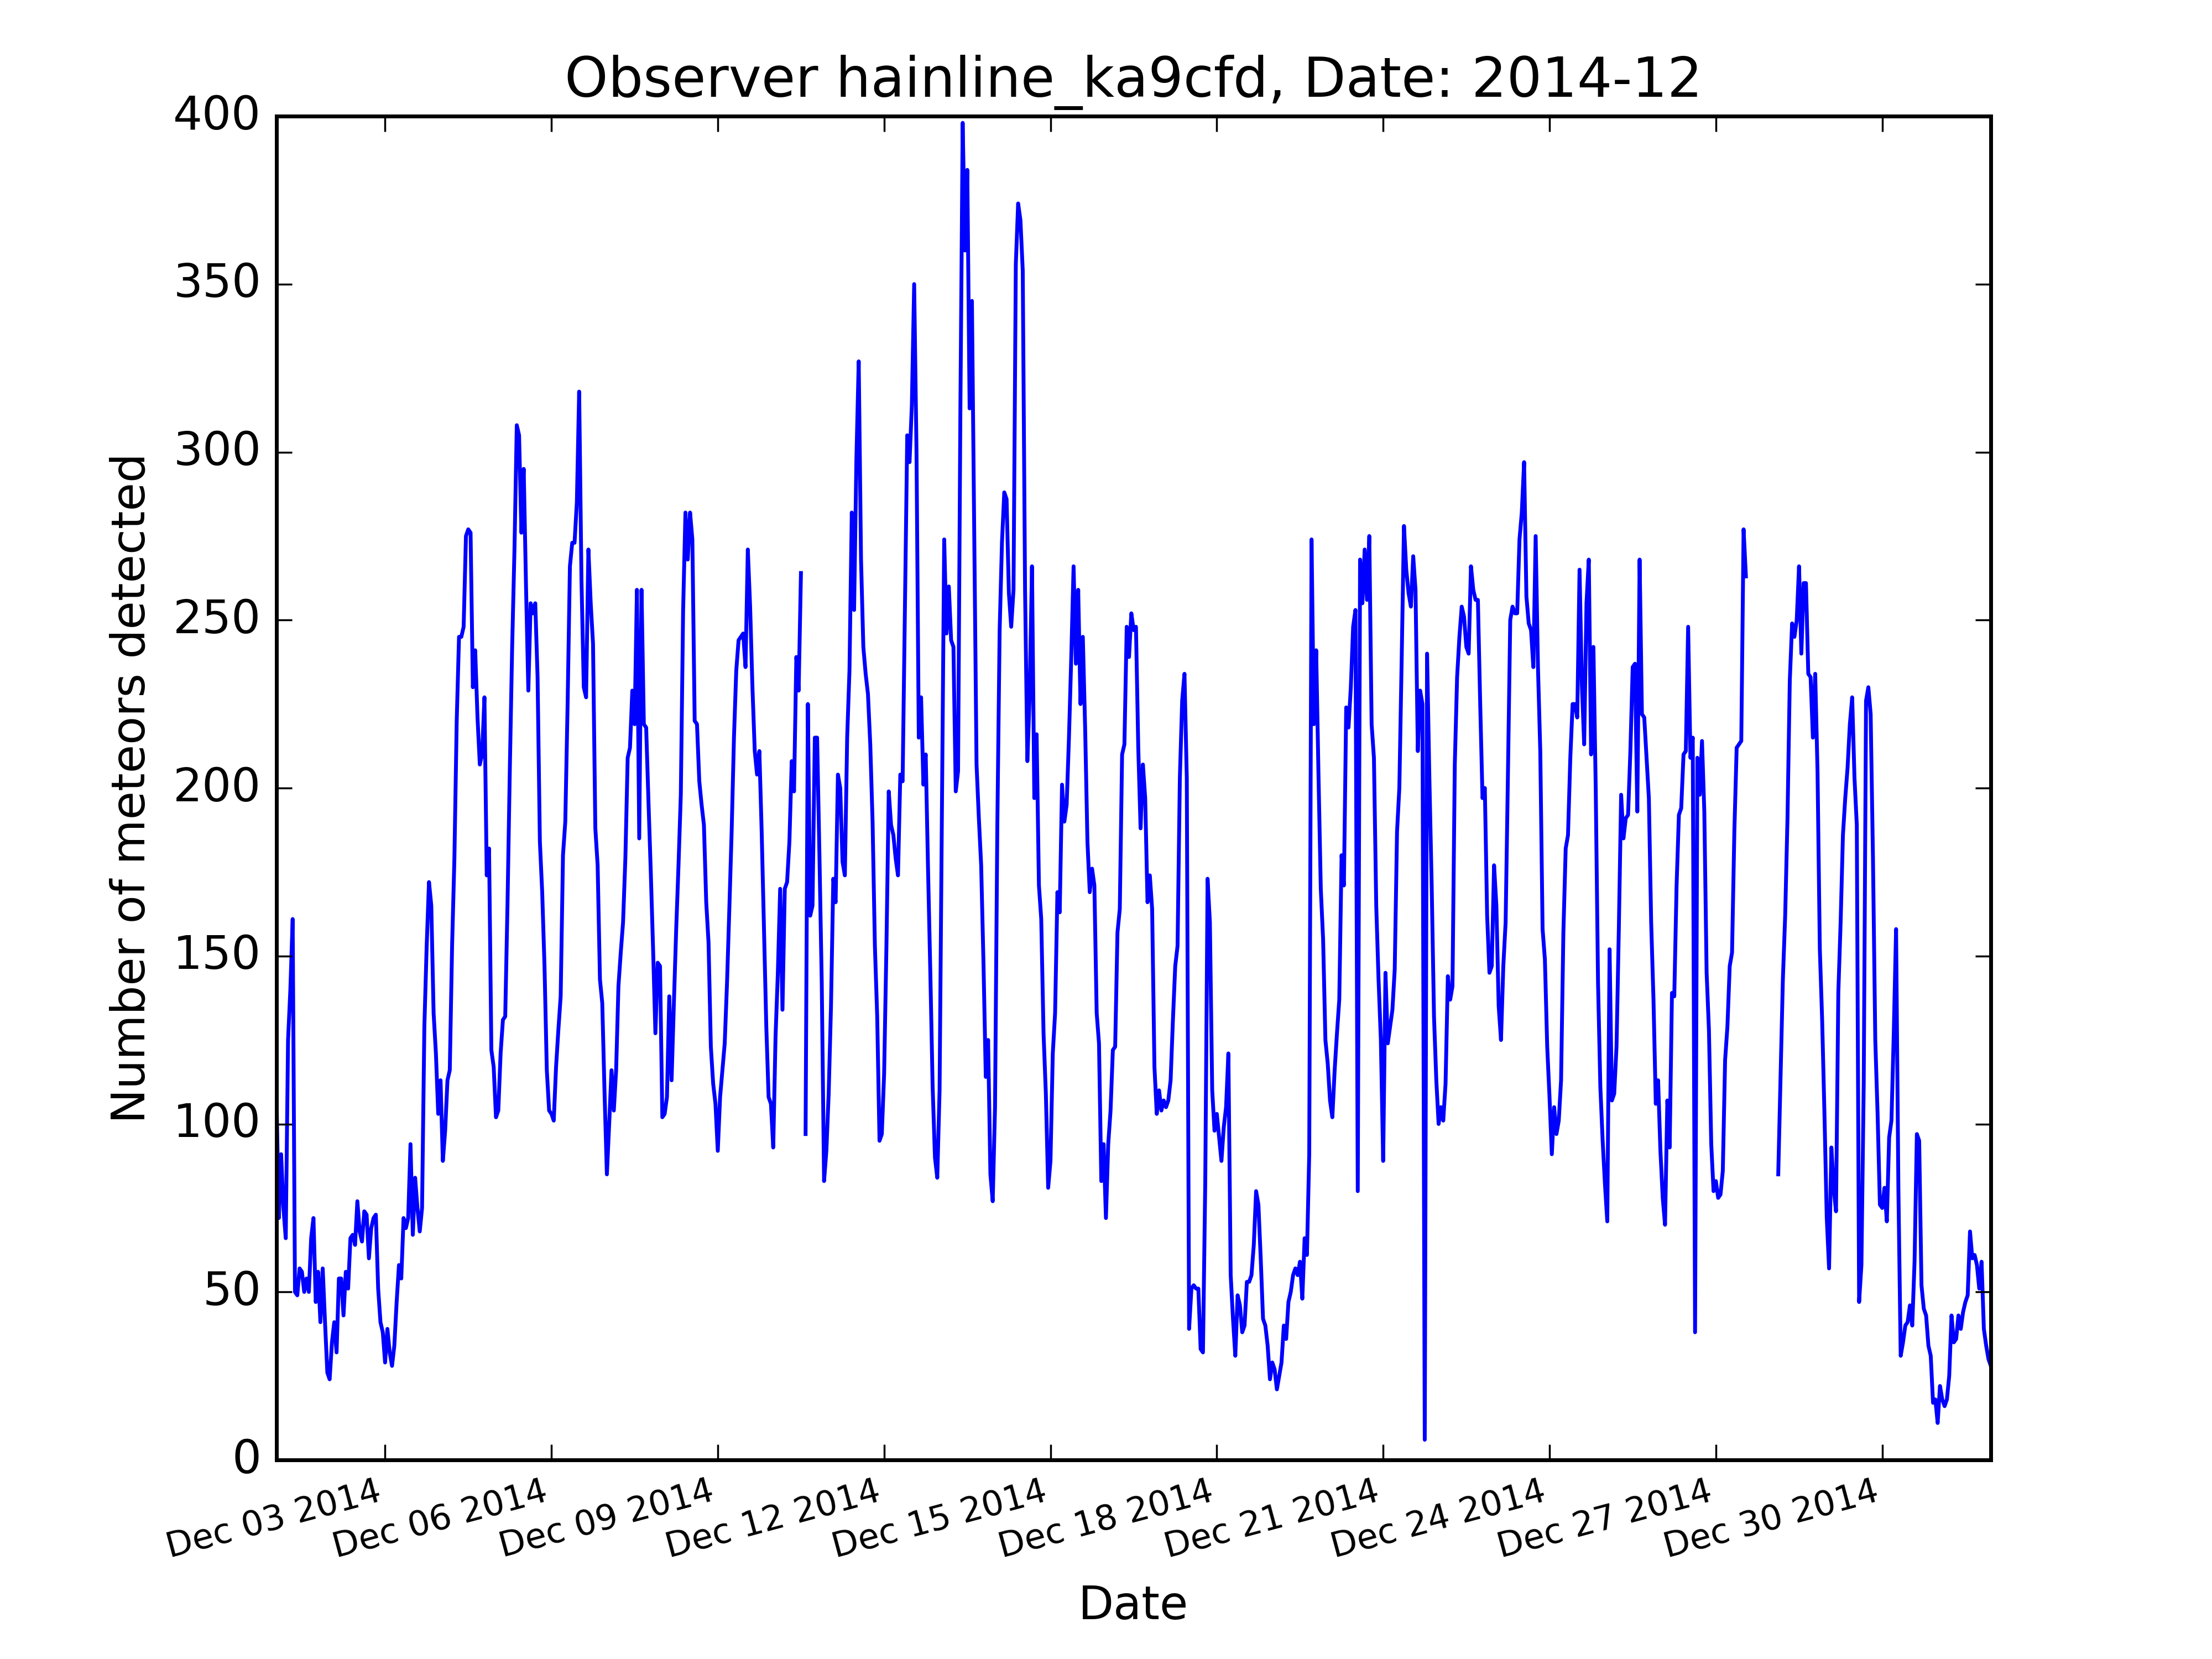 Observer hainline_ka9cfd, Date: 2014-12
400
350
300
250
200
150
100
50
0
Number of meteors detected
Dec 03 2014
Dec 06 2014
Dec 09 2014
Dec 12 2014
Dec 15 2014
Dec 18 2014
Dec 21 2014
Dec 24 2014
Dec 27 2014
Dec 30 2014
Date